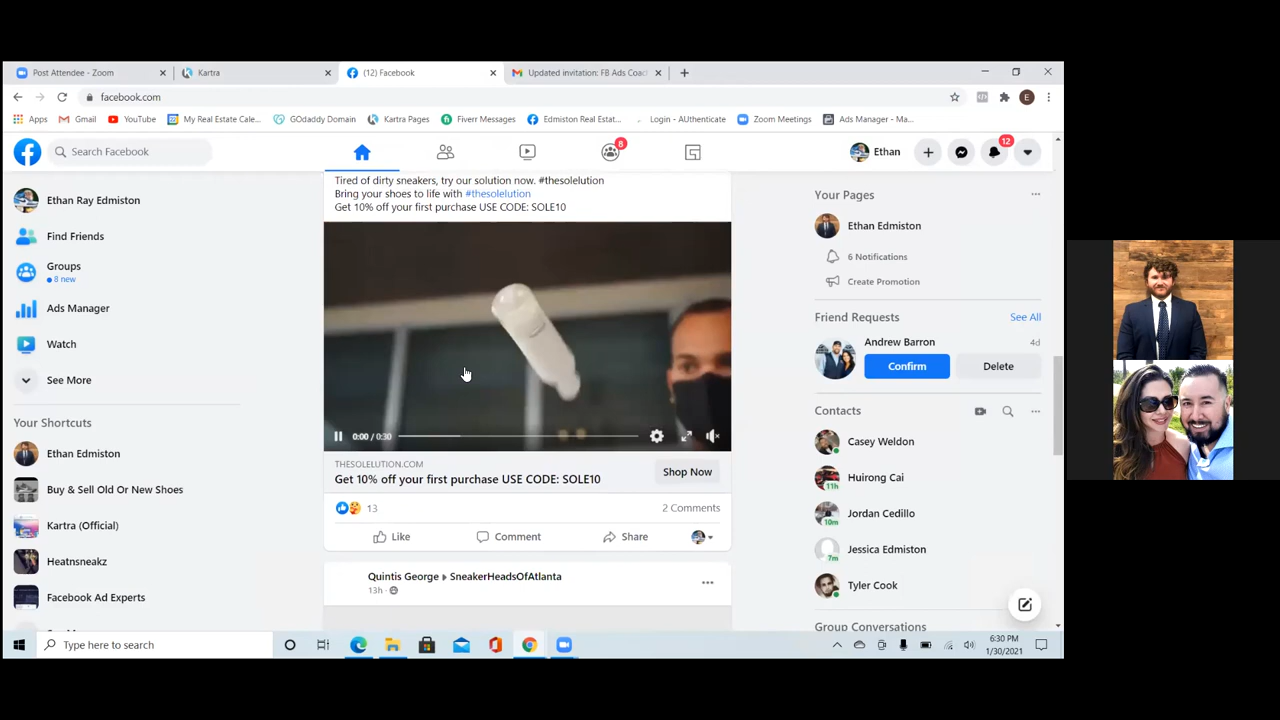 Post Attendee - Zoom
Kartra
(12) Facebook
Updated invitation: FB Ads Coac
facebook.com
E
Apps
Gmail
YouTube
My Real Estate Cale...
GOdaddy Domain
Kartra Pages
Fiverr Messages
Edmiston Real Estat...
Login - AUthenticate
Zoom Meetings
Ads Manager - Ma...
Search Facebook
8
Ethan
12
Ethan Ray Edmiston
Find Friends
Groups
8 new
Ads Manager
Watch
See More
Your Shortcuts
Ethan Edmiston
Buy & Sell Old Or New Shoes
Kartra (Official)
Heatnsneakz
Facebook Ad Experts
Tired of dirty sneakers, try our solution now. #thesolelution
Bring your shoes to life with #thesolelution
Get 10% off your first purchase USE CODE: SOLE10
0:00 / 0:30
THESOLELUTION.COM
Get 10% off your first purchase USE CODE: SOLE10
Shop Now
13
2 Comments
Like
Comment
Share
Quintis George
SneakerHeadsOfAtlanta
13h
Your Pages
Ethan Edmiston
6 Notifications
Create Promotion
Friend Requests
See All
Andrew Barron
4d
Confirm
Delete
Contacts
Casey Weldon
Huirong Cai
11h
Jordan Cedillo
10m
Jessica Edmiston
7m
Tyler Cook
Group Conversations
Type here to search
6:30 PM
1/30/2021